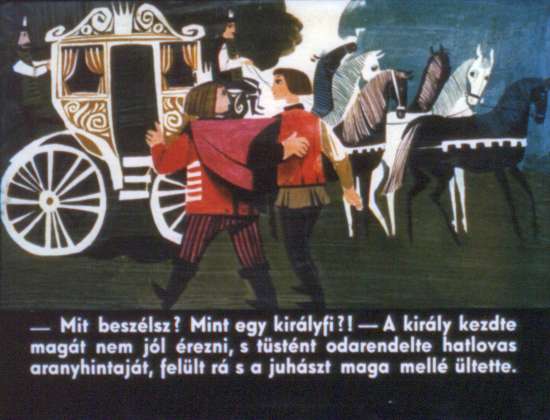 — Mit beszélsz? Mint egy királyfi?! — A király kezdte
magát nem jól érezni, s tüstént odarendelte hatlovas
aranyhintaját, felült rá s a juhászt maga mellé ültette.